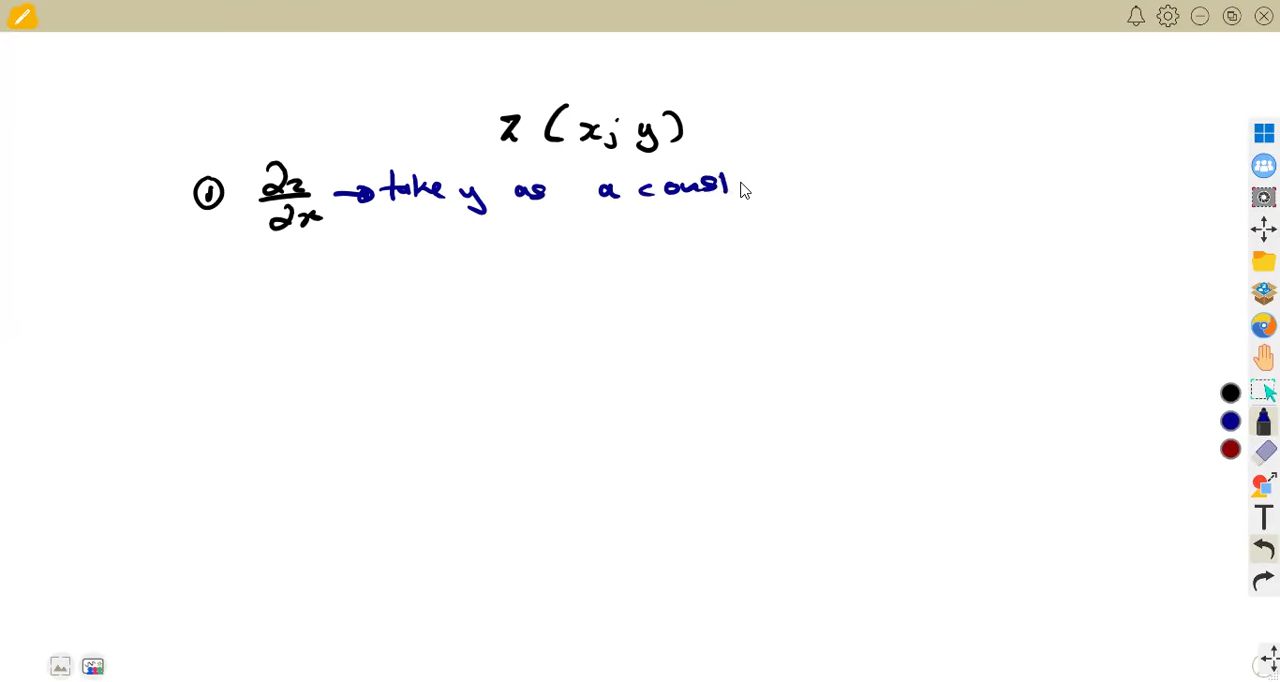 z (x; y)
① ∂z/∂x → take y as a const